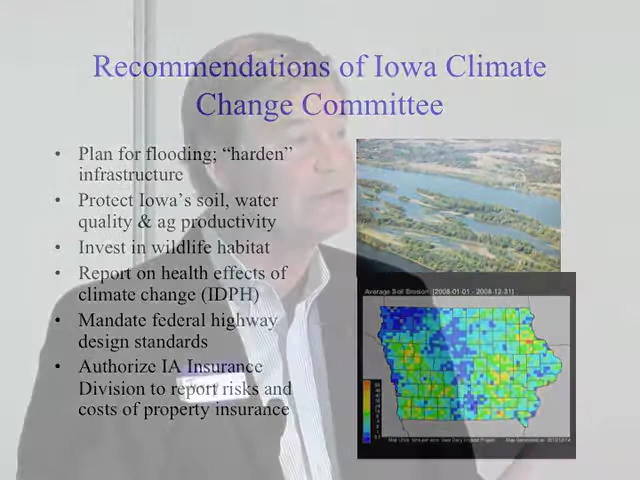 Recommendations of Iowa Climate
Change Committee
• Plan for flooding; “harden”
infrastructure
• Protect Iowa’s soil, water
quality & ag productivity
• Invest in wildlife habitat
• Report on health effects of
climate change (IDPH)
• Mandate federal highway
design standards
• Authorize IA Insurance
Division to report risks and
costs of property insurance
Average Soil Erosion [2008-01-01 - 2008-12-31]